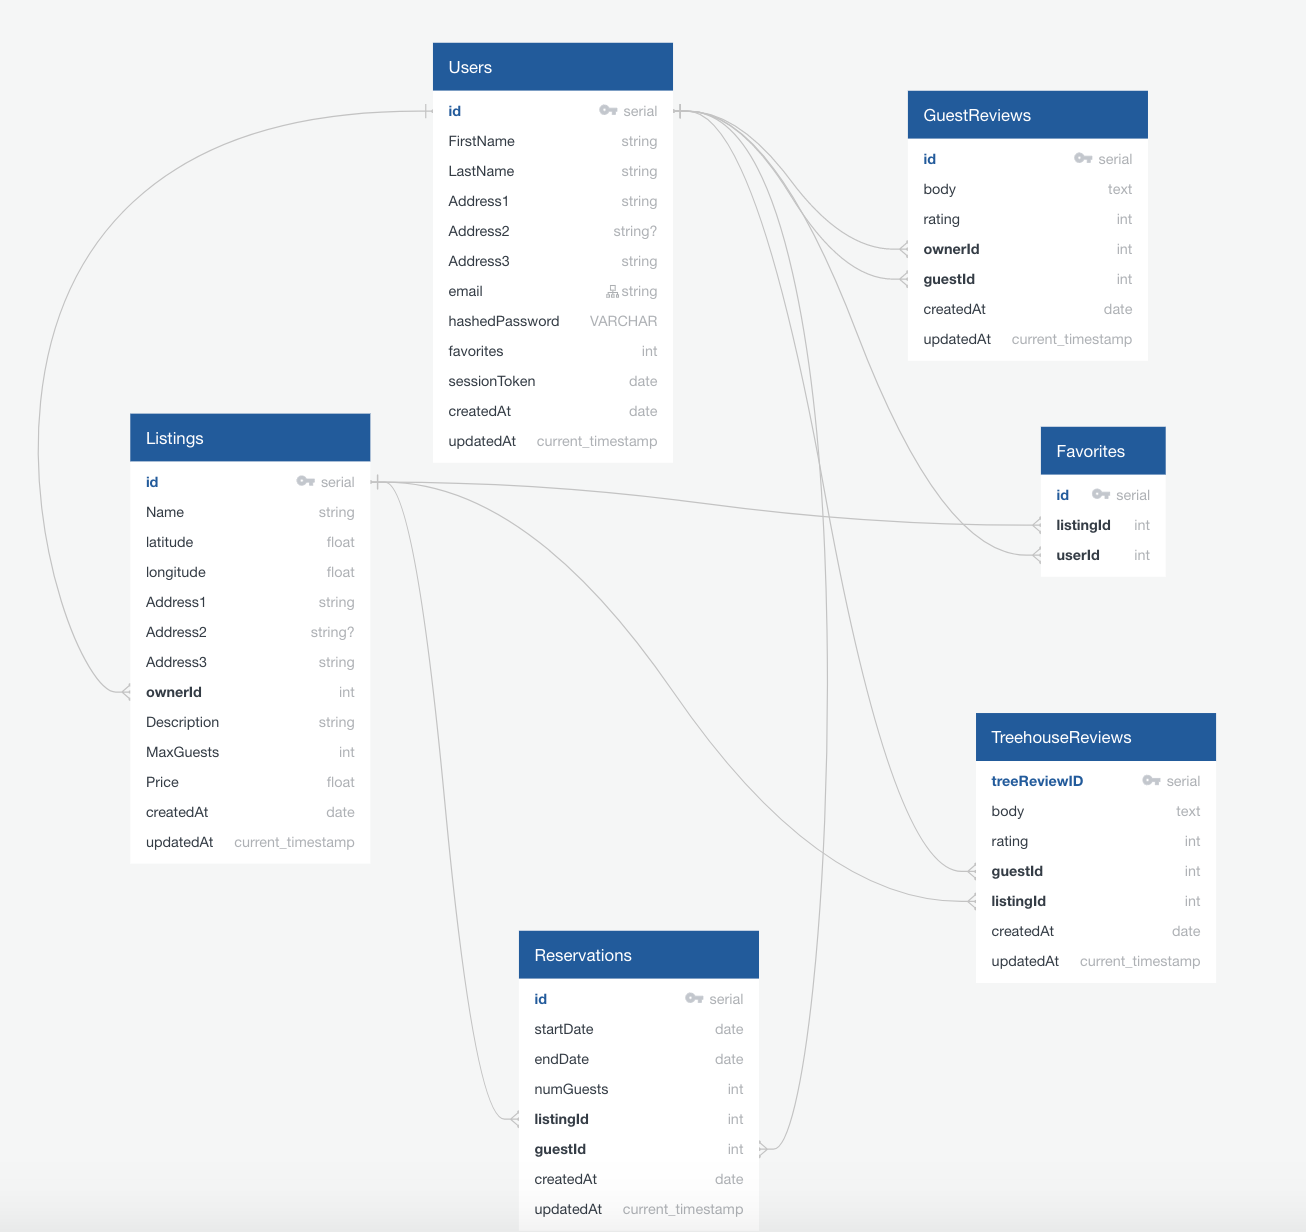 Users
id serial
FirstName string
LastName string
Address1 string
Address2 string?
Address3 string
email string
hashedPassword VARCHAR
favorites int
sessionToken date
createdAt date
updatedAt current_timestamp
GuestReviews
id serial
body text
rating int
ownerId int
guestId int
createdAt date
updatedAt current_timestamp
Listings
id serial
Name string
latitude float
longitude float
Address1 string
Address2 string?
Address3 string
ownerId int
Description string
MaxGuests int
Price float
createdAt date
updatedAt current_timestamp
Favorites
id serial
listingId int
userId int
TreehouseReviews
treeReviewID serial
body text
rating int
guestId int
listingId int
createdAt date
updatedAt current_timestamp
Reservations
id serial
startDate date
endDate date
numGuests int
listingId int
guestId int
createdAt date
updatedAt current_timestamp